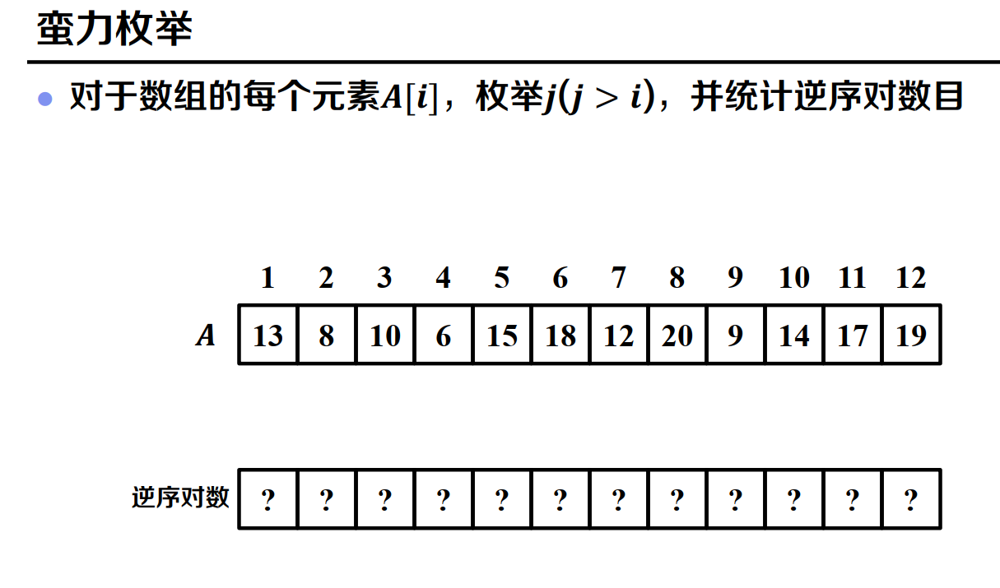 蛮力枚举
对于数组的每个元素A[i]，枚举j(j > i)，并统计逆序对数目
1 2 3 4 5 6 7 8 9 10 11 12
A 13 8 10 6 15 18 12 20 9 14 17 19
逆序对数 ? ? ? ? ? ? ? ? ? ? ? ?